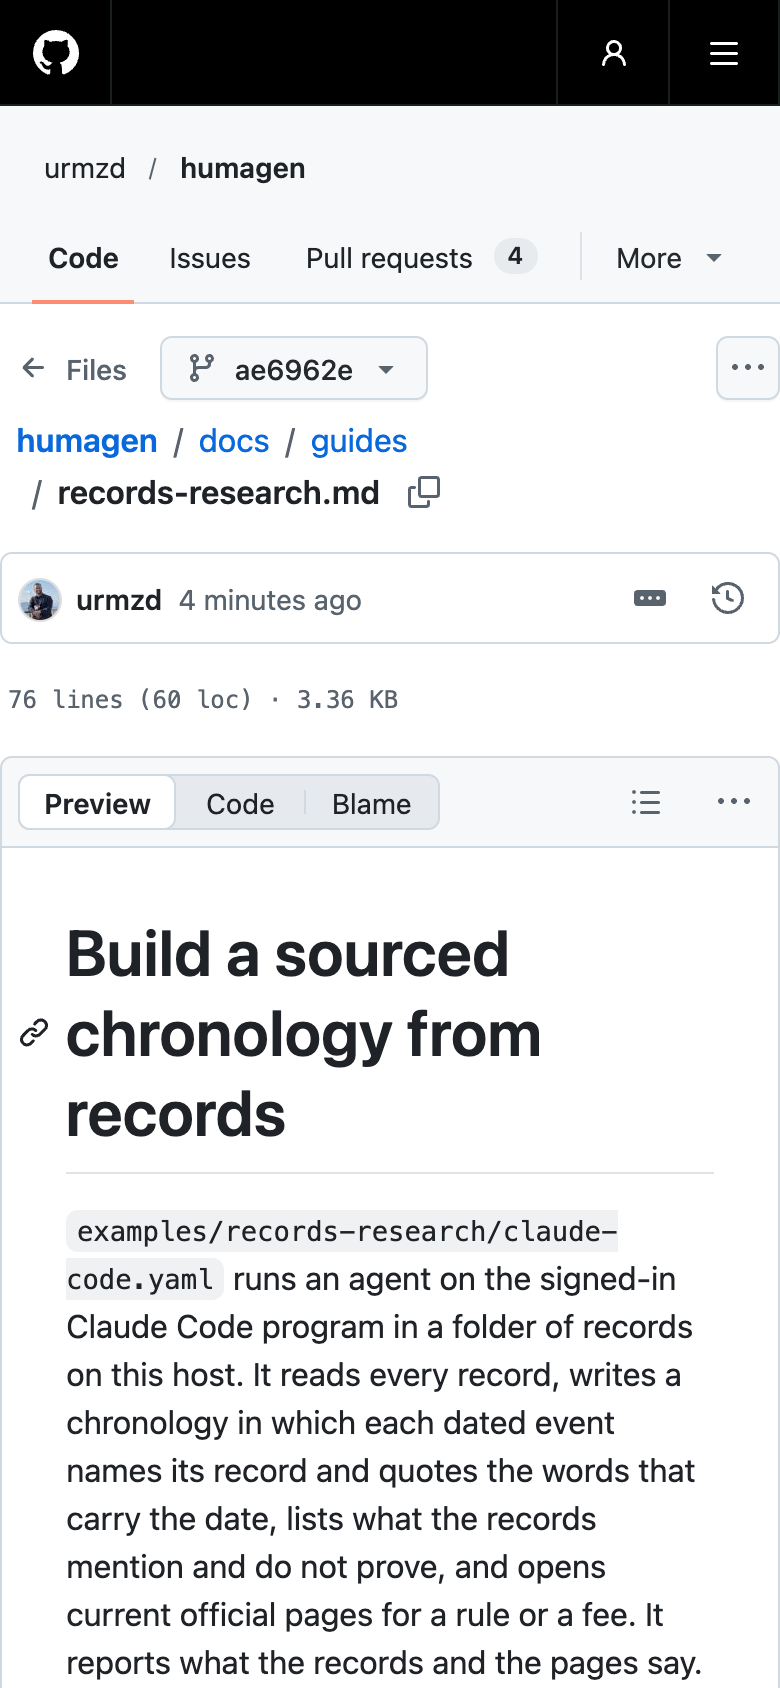 urmzd / humagen
Code Issues Pull requests 4 More
Files ae6962e
humagen / docs / guides
/ records-research.md
urmzd 4 minutes ago
76 lines (60 loc) · 3.36 KB
Preview Code Blame
Build a sourced
chronology from
records
examples/records-research/claude-
code.yaml runs an agent on the signed-in
Claude Code program in a folder of records
on this host. It reads every record, writes a
chronology in which each dated event
names its record and quotes the words that
carry the date, lists what the records
mention and do not prove, and opens
current official pages for a rule or a fee. It
reports what the records and the pages say.